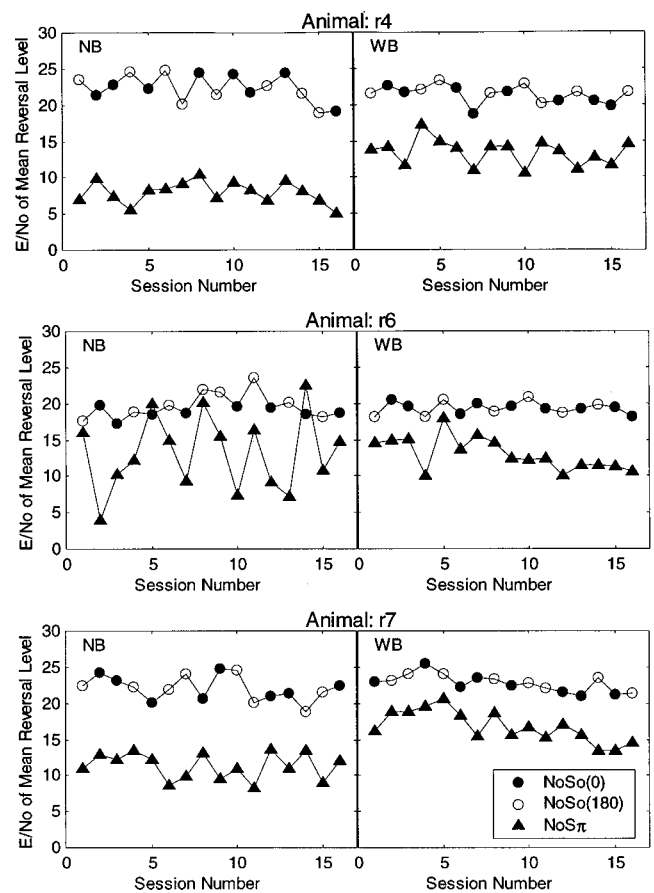 Animal: r4
NB
WB
E/No of Mean Reversal Level
30
25
20
15
10
5
0
0 5 10 15
0 5 10 15
Session Number
Session Number
Animal: r6
NB
WB
E/No of Mean Reversal Level
30
25
20
15
10
5
0
0 5 10 15
0 5 10 15
Session Number
Session Number
Animal: r7
NB
WB
E/No of Mean Reversal Level
30
25
20
15
10
5
0
NoSo(0)
NoSo(180)
NoSπ
0 5 10 15
0 5 10 15
Session Number
Session Number